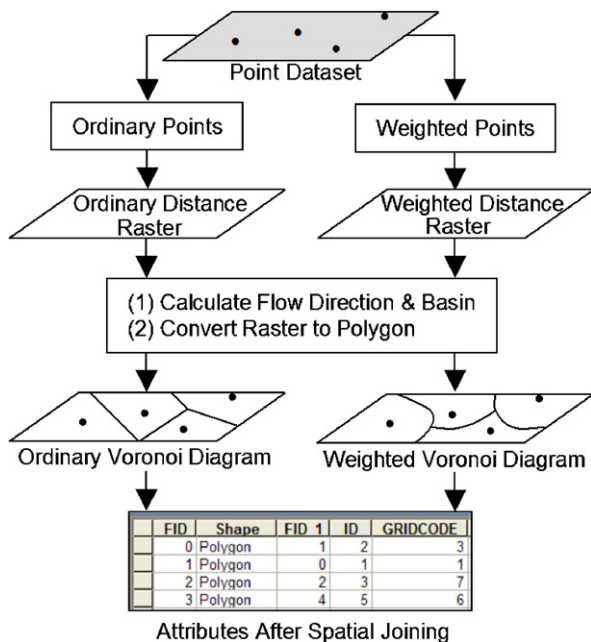 Point Dataset
Ordinary Points
Weighted Points
Ordinary Distance
Raster
Weighted Distance
Raster
(1) Calculate Flow Direction & Basin
(2) Convert Raster to Polygon
Ordinary Voronoi Diagram
Weighted Voronoi Diagram
FID Shape FID_1 ID GRIDCODE
0 Polygon 1 2 3
1 Polygon 0 1 1
2 Polygon 2 3 7
3 Polygon 4 5 6
Attributes After Spatial Joining